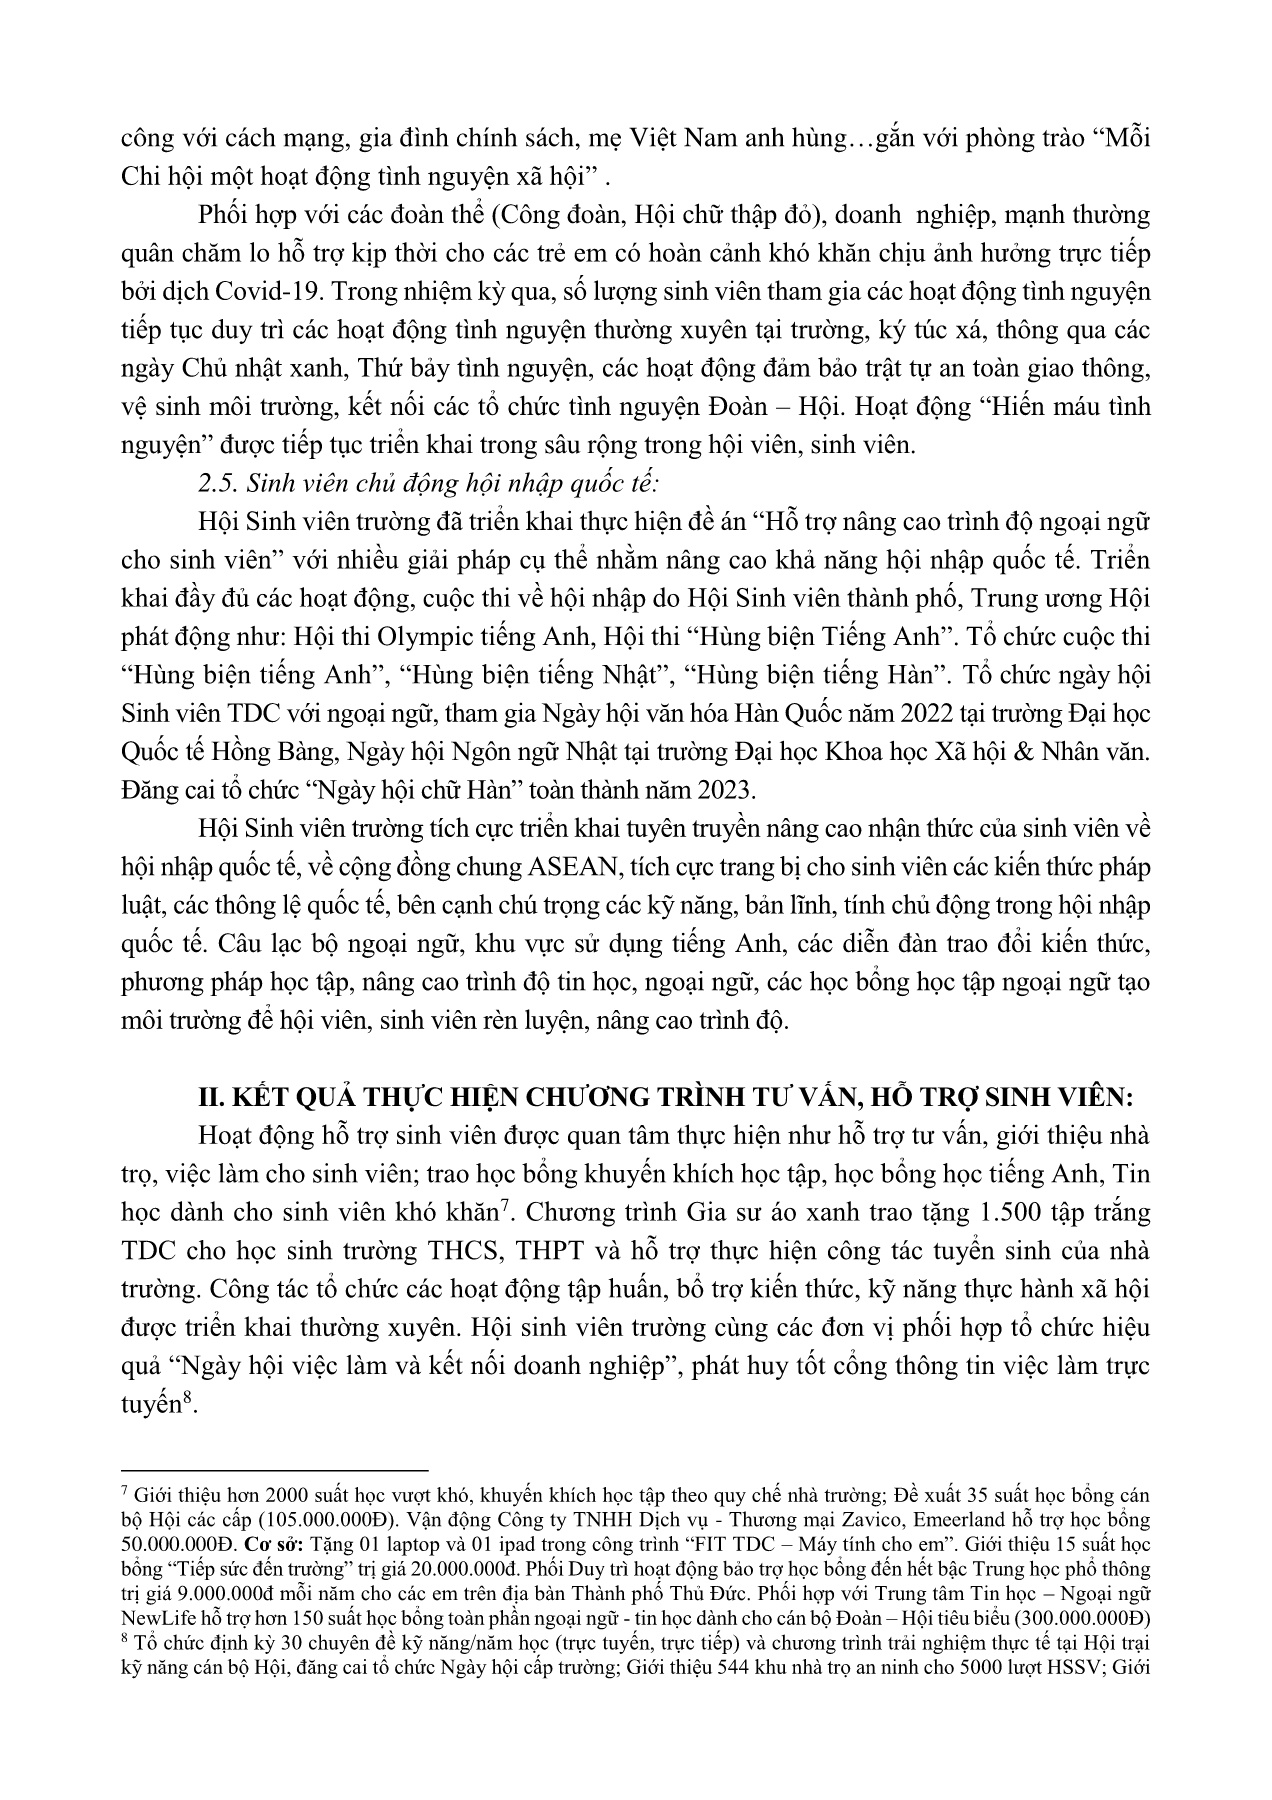 công với cách mạng, gia đình chính sách, mẹ Việt Nam anh hùng…gắn với phòng trào “Mỗi
Chi hội một hoạt động tình nguyện xã hội” .
Phối hợp với các đoàn thể (Công đoàn, Hội chữ thập đỏ), doanh nghiệp, mạnh thường
quân chăm lo hỗ trợ kịp thời cho các trẻ em có hoàn cảnh khó khăn chịu ảnh hưởng trực tiếp
bởi dịch Covid-19. Trong nhiệm kỳ qua, số lượng sinh viên tham gia các hoạt động tình nguyện
tiếp tục duy trì các hoạt động tình nguyện thường xuyên tại trường, ký túc xá, thông qua các
ngày Chủ nhật xanh, Thứ bảy tình nguyện, các hoạt động đảm bảo trật tự an toàn giao thông,
vệ sinh môi trường, kết nối các tổ chức tình nguyện Đoàn – Hội. Hoạt động “Hiến máu tình
nguyện” được tiếp tục triển khai trong sâu rộng trong hội viên, sinh viên.
2.5. Sinh viên chủ động hội nhập quốc tế:
Hội Sinh viên trường đã triển khai thực hiện đề án “Hỗ trợ nâng cao trình độ ngoại ngữ
cho sinh viên” với nhiều giải pháp cụ thể nhằm nâng cao khả năng hội nhập quốc tế. Triển
khai đầy đủ các hoạt động, cuộc thi về hội nhập do Hội Sinh viên thành phố, Trung ương Hội
phát động như: Hội thi Olympic tiếng Anh, Hội thi “Hùng biện Tiếng Anh”. Tổ chức cuộc thi
“Hùng biện tiếng Anh”, “Hùng biện tiếng Nhật”, “Hùng biện tiếng Hàn”. Tổ chức ngày hội
Sinh viên TDC với ngoại ngữ, tham gia Ngày hội văn hóa Hàn Quốc năm 2022 tại trường Đại học
Quốc tế Hồng Bàng, Ngày hội Ngôn ngữ Nhật tại trường Đại học Khoa học Xã hội & Nhân văn.
Đăng cai tổ chức “Ngày hội chữ Hàn” toàn thành năm 2023.
Hội Sinh viên trường tích cực triển khai tuyên truyền nâng cao nhận thức của sinh viên về
hội nhập quốc tế, về cộng đồng chung ASEAN, tích cực trang bị cho sinh viên các kiến thức pháp
luật, các thông lệ quốc tế, bên cạnh chú trọng các kỹ năng, bản lĩnh, tính chủ động trong hội nhập
quốc tế. Câu lạc bộ ngoại ngữ, khu vực sử dụng tiếng Anh, các diễn đàn trao đổi kiến thức,
phương pháp học tập, nâng cao trình độ tin học, ngoại ngữ, các học bổng học tập ngoại ngữ tạo
môi trường để hội viên, sinh viên rèn luyện, nâng cao trình độ.
II. KẾT QUẢ THỰC HIỆN CHƯƠNG TRÌNH TƯ VẤN, HỖ TRỢ SINH VIÊN:
Hoạt động hỗ trợ sinh viên được quan tâm thực hiện như hỗ trợ tư vấn, giới thiệu nhà
trọ, việc làm cho sinh viên; trao học bổng khuyến khích học tập, học bổng học tiếng Anh, Tin
học dành cho sinh viên khó khăn⁷. Chương trình Gia sư áo xanh trao tặng 1.500 tập trắng
TDC cho học sinh trường THCS, THPT và hỗ trợ thực hiện công tác tuyển sinh của nhà
trường. Công tác tổ chức các hoạt động tập huấn, bổ trợ kiến thức, kỹ năng thực hành xã hội
được triển khai thường xuyên. Hội sinh viên trường cùng các đơn vị phối hợp tổ chức hiệu
quả “Ngày hội việc làm và kết nối doanh nghiệp”, phát huy tốt cổng thông tin việc làm trực
tuyến⁸.
⁷ Giới thiệu hơn 2000 suất học vượt khó, khuyến khích học tập theo quy chế nhà trường; Đề xuất 35 suất học bổng cán
bộ Hội các cấp (105.000.000Đ). Vận động Công ty TNHH Dịch vụ - Thương mại Zavico, Emeerland hỗ trợ học bổng
50.000.000Đ. Cơ sở: Tặng 01 laptop và 01 ipad trong công trình “FIT TDC – Máy tính cho em”. Giới thiệu 15 suất học
bổng “Tiếp sức đến trường” trị giá 20.000.000đ. Phối Duy trì hoạt động bảo trợ học bổng đến hết bậc Trung học phổ thông
trị giá 9.000.000đ mỗi năm cho các em trên địa bàn Thành phố Thủ Đức. Phối hợp với Trung tâm Tin học – Ngoại ngữ
NewLife hỗ trợ hơn 150 suất học bổng toàn phần ngoại ngữ - tin học dành cho cán bộ Đoàn – Hội tiêu biểu (300.000.000Đ)
⁸ Tổ chức định kỳ 30 chuyên đề kỹ năng/năm học (trực tuyến, trực tiếp) và chương trình trải nghiệm thực tế tại Hội trại
kỹ năng cán bộ Hội, đăng cai tổ chức Ngày hội cấp trường; Giới thiệu 544 khu nhà trọ an ninh cho 5000 lượt HSSV; Giới